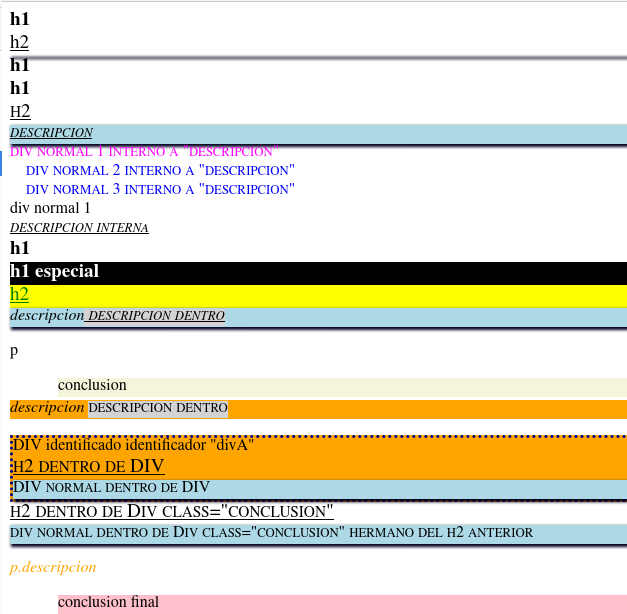 h1
h2
h1
h1
H2
DESCRIPCION
DIV NORMAL 1 INTERNO A "DESCRIPCION"
DIV NORMAL 2 INTERNO A "DESCRIPCION"
DIV NORMAL 3 INTERNO A "DESCRIPCION"
div normal 1
DESCRIPCION INTERNA
h1
h1 especial
h2
descripcion DESCRIPCION DENTRO
p
conclusion
descripcion DESCRIPCION DENTRO
DIV identificado identificador "divA"
H2 DENTRO DE DIV
DIV NORMAL DENTRO DE DIV
H2 DENTRO DE DIV CLASS="CONCLUSION"
DIV NORMAL DENTRO DE DIV CLASS="CONCLUSION" HERMANO DEL H2 ANTERIOR
p.descripcion
conclusion final